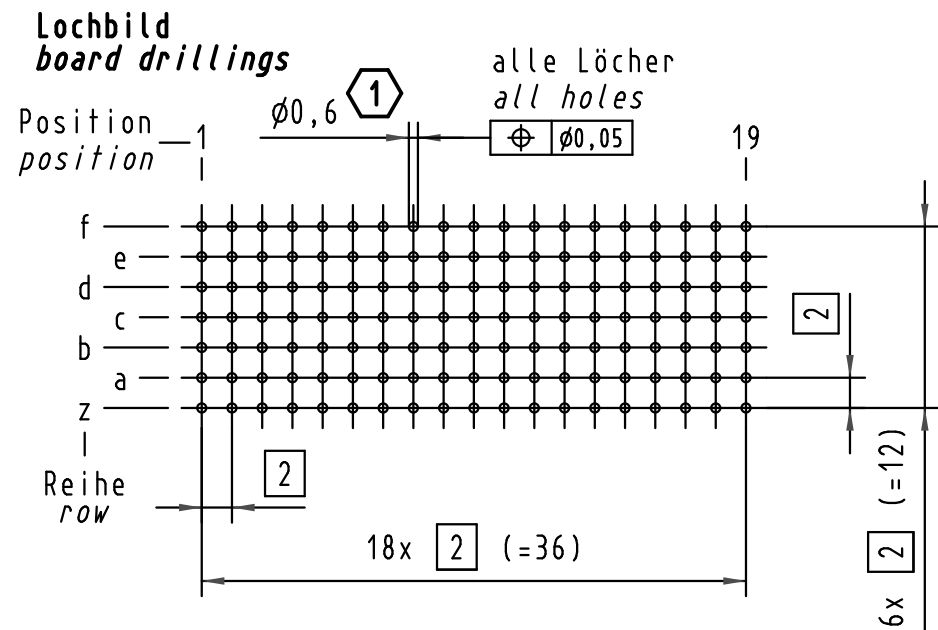 Lochbild
board drillings
alle Löcher
all holes
ø0,6
1
ø0,05
Position
position
1
19
f
e
d
c
b
a
z
2
Reihe
row
2
18x 2 (=36)
6x 2 (=12)